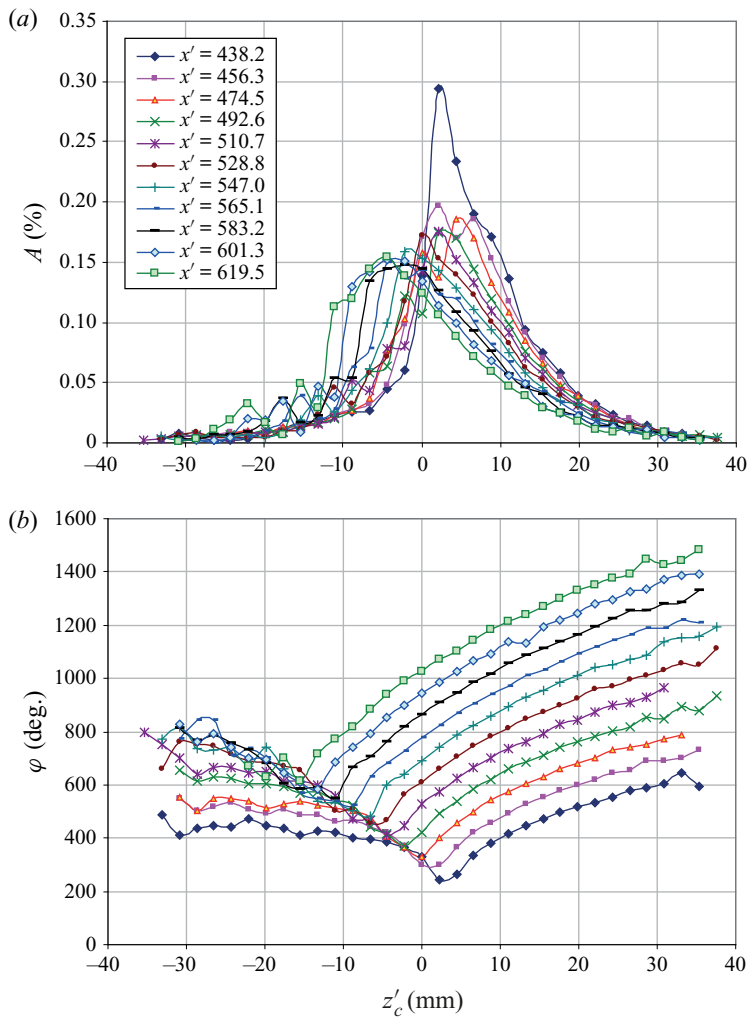 (a)
0.35
0.30
0.25
0.20
0.15
0.10
0.05
0
A (%)
x′ = 438.2
x′ = 456.3
x′ = 474.5
x′ = 492.6
x′ = 510.7
x′ = 528.8
x′ = 547.0
x′ = 565.1
x′ = 583.2
x′ = 601.3
x′ = 619.5
–40 –30 –20 –10 0 10 20 30 40
(b)
1600
1400
1200
1000
800
600
400
200
0
φ (deg.)
–40 –30 –20 –10 0 10 20 30 40
z′c (mm)